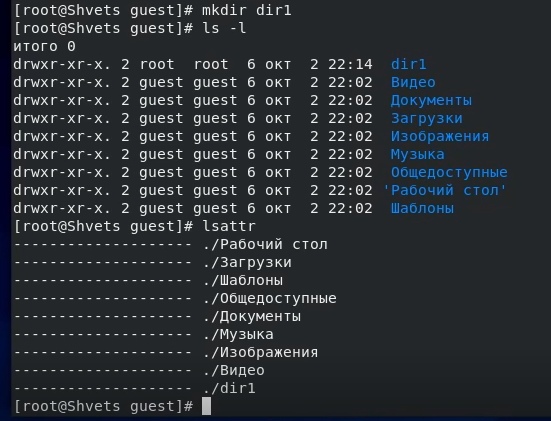 [root@Shvets guest]# mkdir dir1
[root@Shvets guest]# ls -l
итого 0
drwxr-xr-x. 2 root  root  6 окт  2 22:14  dir1
drwxr-xr-x. 2 guest guest 6 окт  2 22:02  Видео
drwxr-xr-x. 2 guest guest 6 окт  2 22:02  Документы
drwxr-xr-x. 2 guest guest 6 окт  2 22:02  Загрузки
drwxr-xr-x. 2 guest guest 6 окт  2 22:02  Изображения
drwxr-xr-x. 2 guest guest 6 окт  2 22:02  Музыка
drwxr-xr-x. 2 guest guest 6 окт  2 22:02  Общедоступные
drwxr-xr-x. 2 guest guest 6 окт  2 22:02 'Рабочий стол'
drwxr-xr-x. 2 guest guest 6 окт  2 22:02  Шаблоны
[root@Shvets guest]# lsattr
-------------------- ./Рабочий стол
-------------------- ./Загрузки
-------------------- ./Шаблоны
-------------------- ./Общедоступные
-------------------- ./Документы
-------------------- ./Музыка
-------------------- ./Изображения
-------------------- ./Видео
-------------------- ./dir1
[root@Shvets guest]#